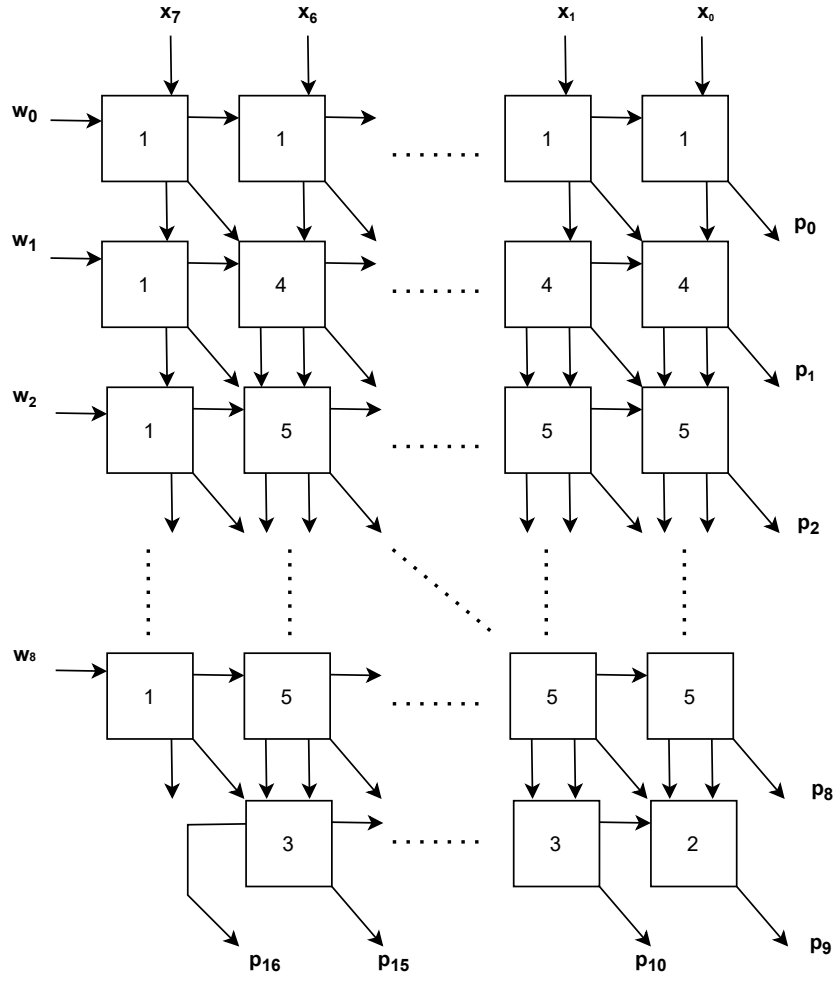 x₇ x₆ x₁ x₀
w₀ 1 1 ....... 1 1
p₀
w₁ 1 4 ....... 4 4
p₁
w₂ 1 5 ....... 5 5
p₂
w₈ 1 5 ....... 5 5
p₈
3 ....... 3 2
p₁₆ p₁₅ p₁₀ p₉